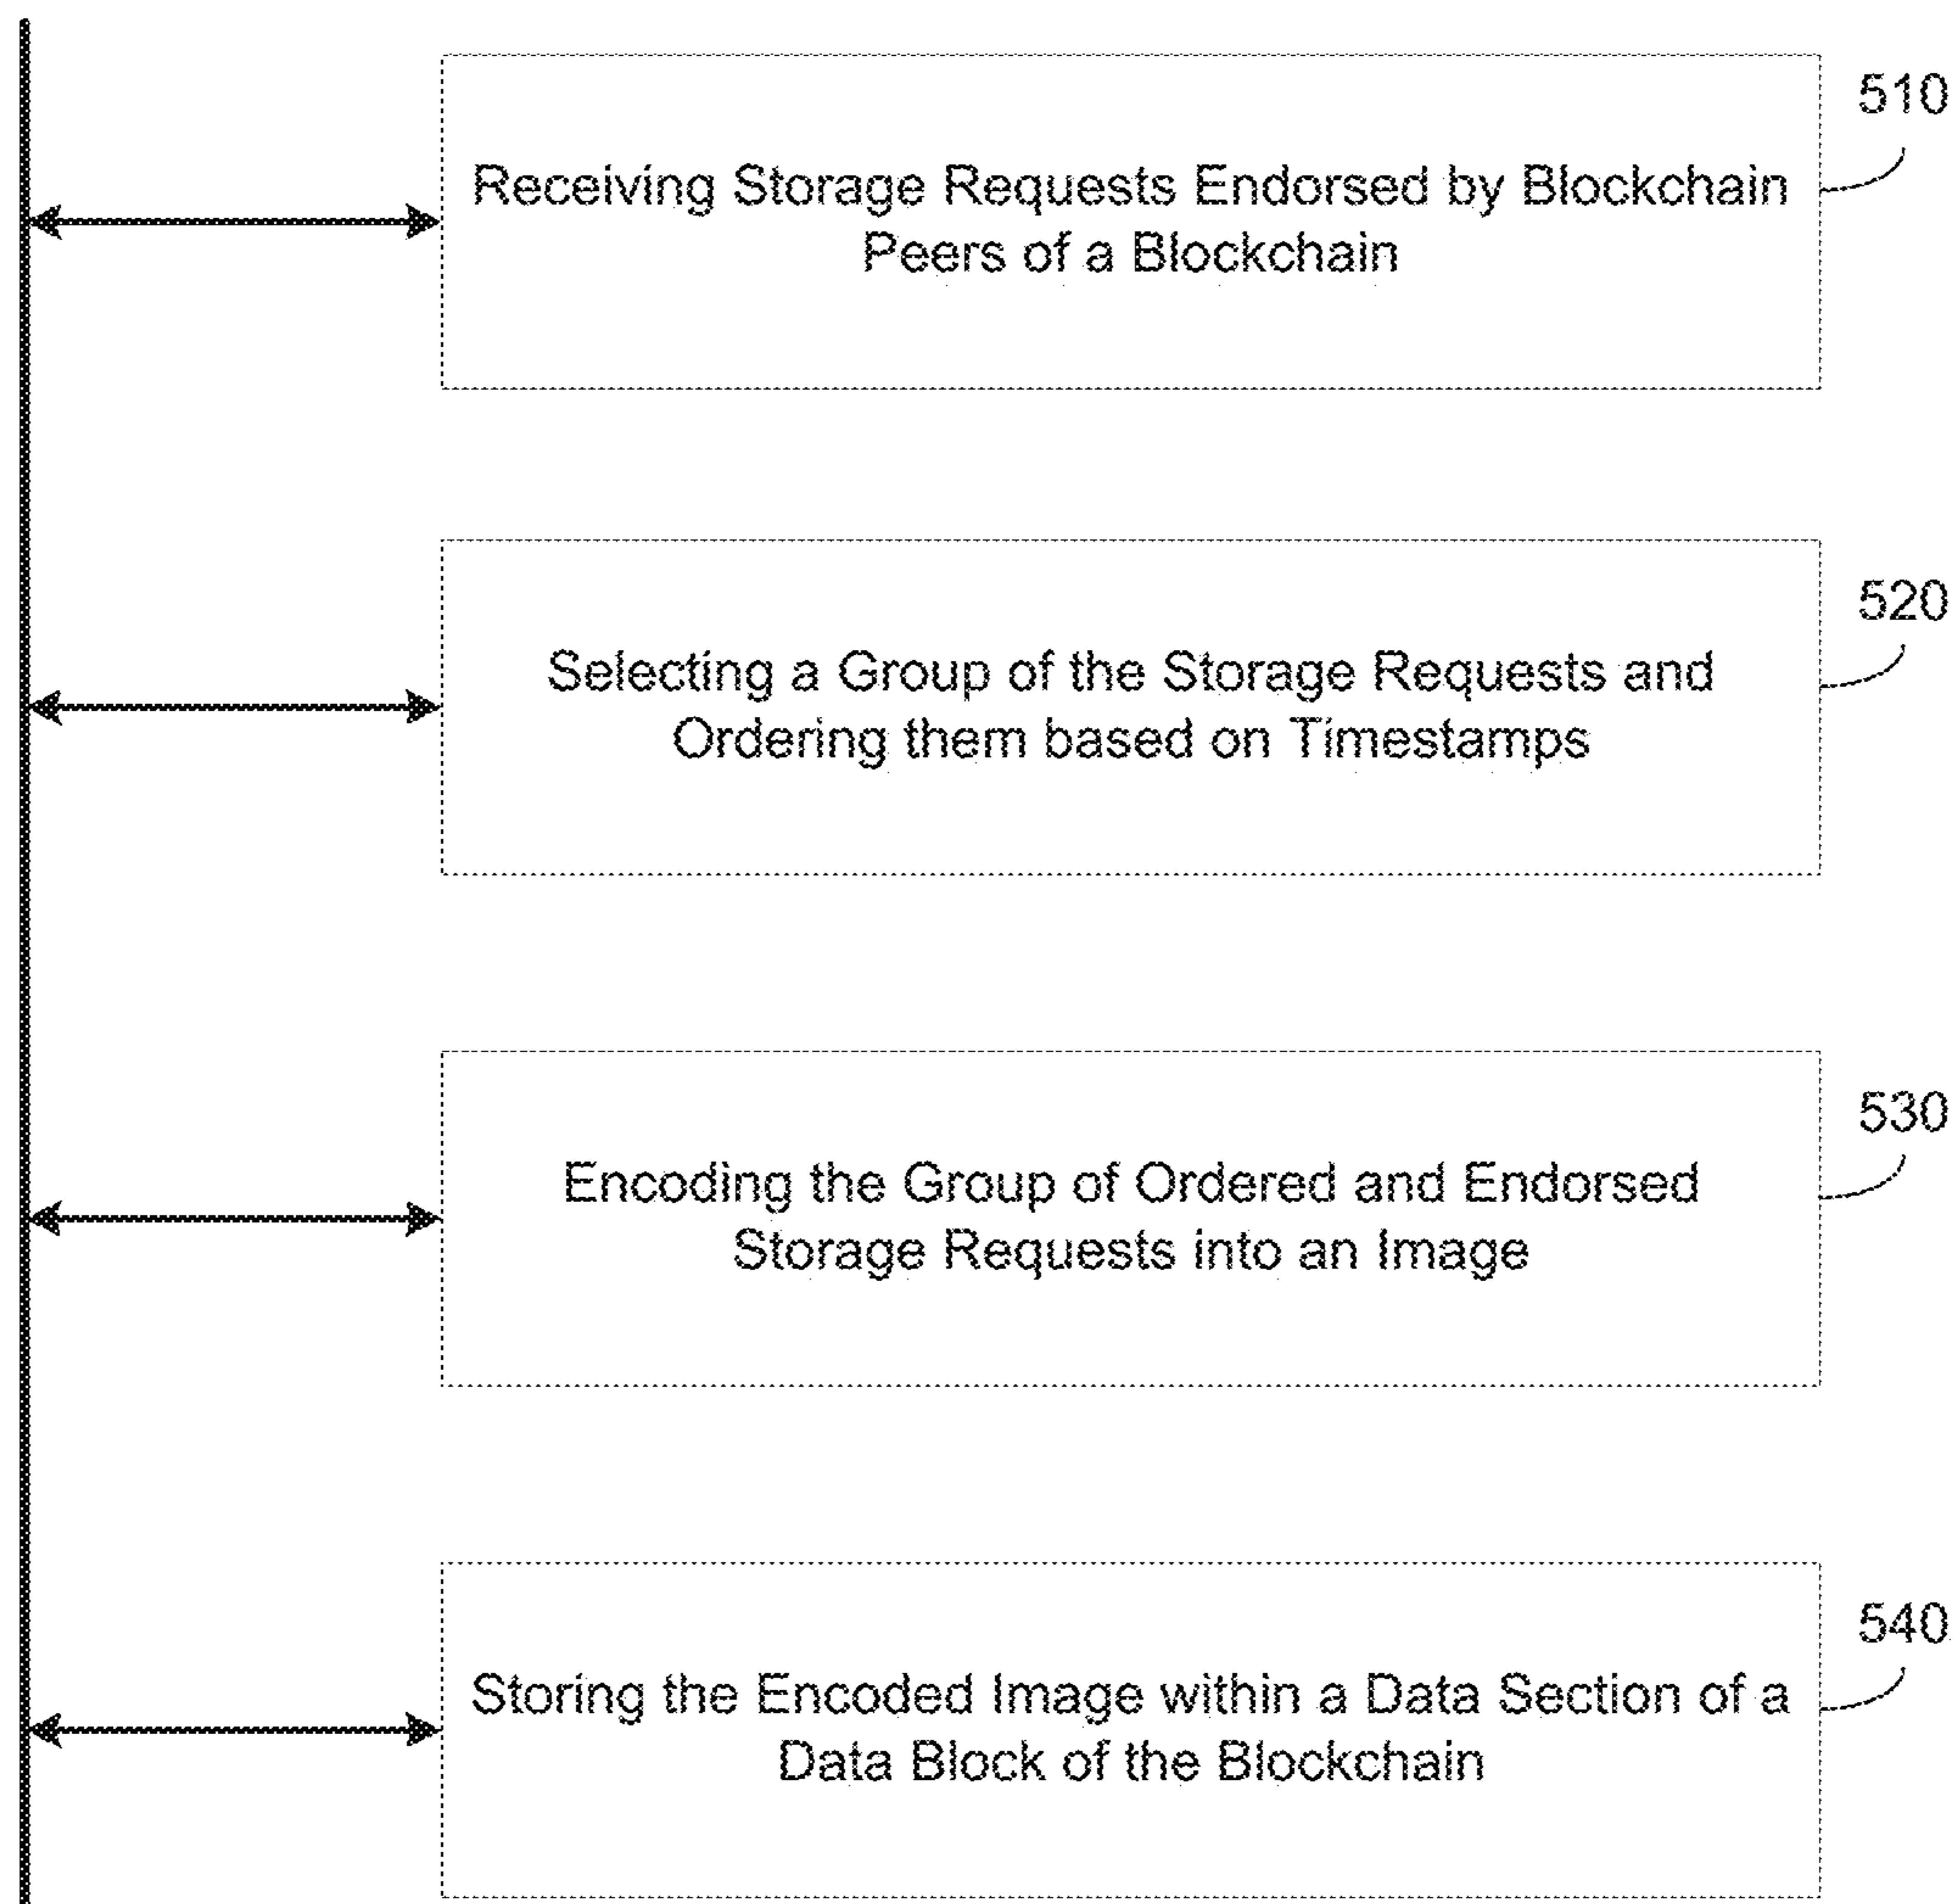 510
Receiving Storage Requests Endorsed by Blockchain
Peers of a Blockchain
520
Selecting a Group of the Storage Requests and
Ordering them based on Timestamps
530
Encoding the Group of Ordered and Endorsed
Storage Requests into an Image
540
Storing the Encoded Image within a Data Section of a
Data Block of the Blockchain